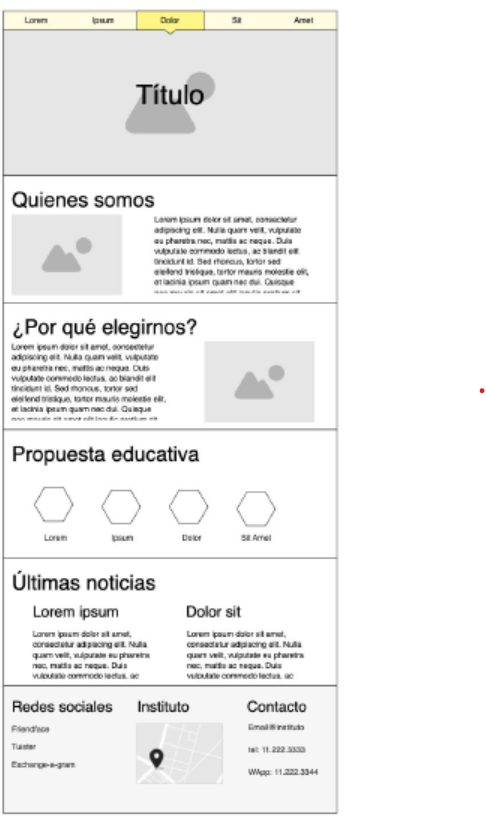 Lorem
Ipsum
Dolor
Sit
Amet
Título
Quienes somos
Lorem ipsum dolor sit amet, consectetur
adipiscing elit. Nulla quam velit, vulputate
eu pharetra nec, mattis ac neque. Duis
vulputate commodo lectus, ac blandit elit
tincidunt id. Sed rhoncus, tortor sed
eleifend tristique, tortor mauris molestie elit,
et lacinia ipsum quam nec dui. Quisque
¿Por qué elegirnos?
Lorem ipsum dolor sit amet, consectetur
adipiscing elit. Nulla quam velit, vulputate
eu pharetra nec, mattis ac neque. Duis
vulputate commodo lectus, ac blandit elit
tincidunt id. Sed rhoncus, tortor sed
eleifend tristique, tortor mauris molestie elit,
et lacinia ipsum quam nec dui. Quisque
Propuesta educativa
Lorem
Ipsum
Dolor
Sit Amet
Últimas noticias
Lorem ipsum
Lorem ipsum dolor sit amet,
consectetur adipiscing elit. Nulla
quam velit, vulputate eu pharetra
nec, mattis ac neque. Duis
vulputate commodo lectus, ac
Dolor sit
Lorem ipsum dolor sit amet,
consectetur adipiscing elit. Nulla
quam velit, vulputate eu pharetra
nec, mattis ac neque. Duis
vulputate commodo lectus, ac
Redes sociales
Friendface
Tuister
Eschange-a-gram
Instituto
Contacto
Email@instituto
tel: 11.222.3333
WApp: 11.222.3344